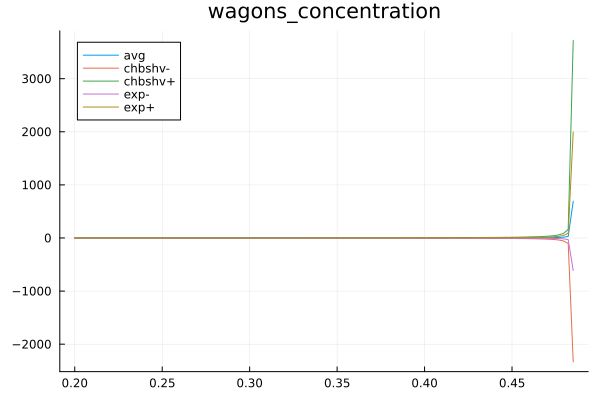 wagons_concentration
avg
chbshv-
chbshv+
exp-
exp+
3000
2000
1000
0
−1000
−2000
0.20 0.25 0.30 0.35 0.40 0.45